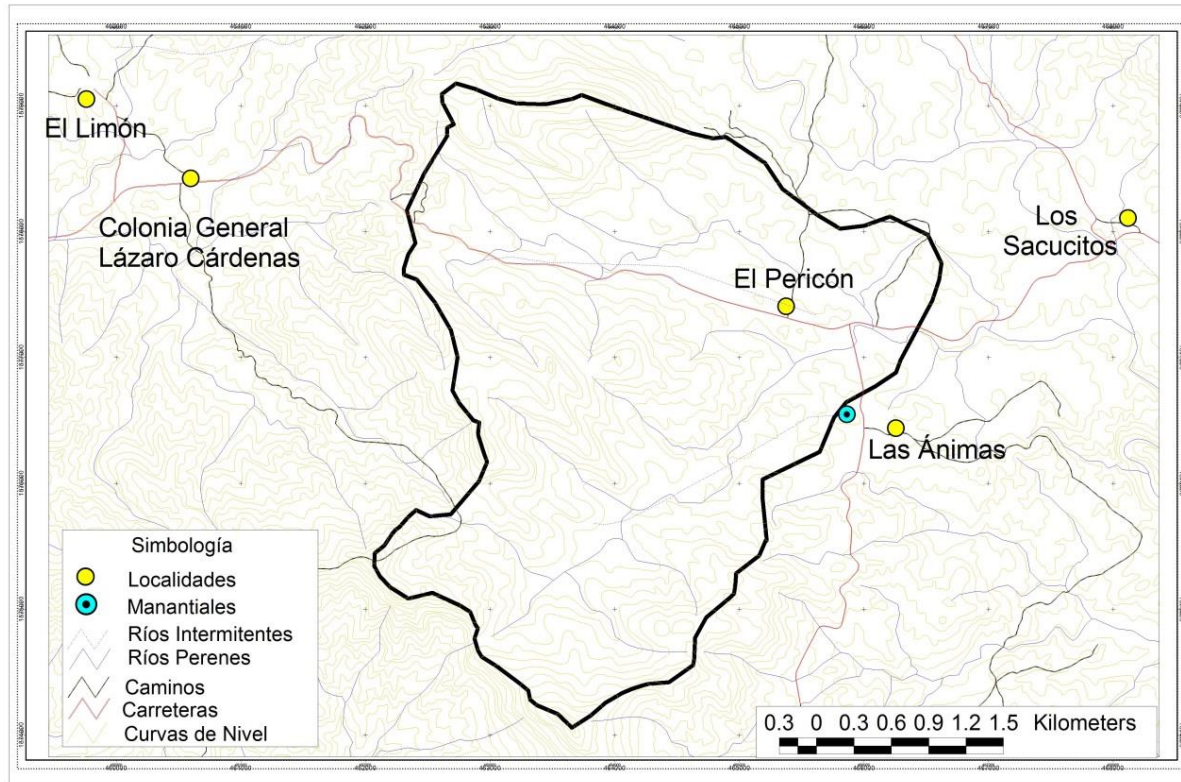 El Limón
Colonia General
Lázaro Cárdenas
El Pericón
Los
Sacucitos
Las Ánimas
Simbología
Localidades
Manantiales
Ríos Intermitentes
Ríos Perenes
Caminos
Carreteras
Curvas de Nivel
0.3 0 0.3 0.6 0.9 1.2 1.5 Kilometers